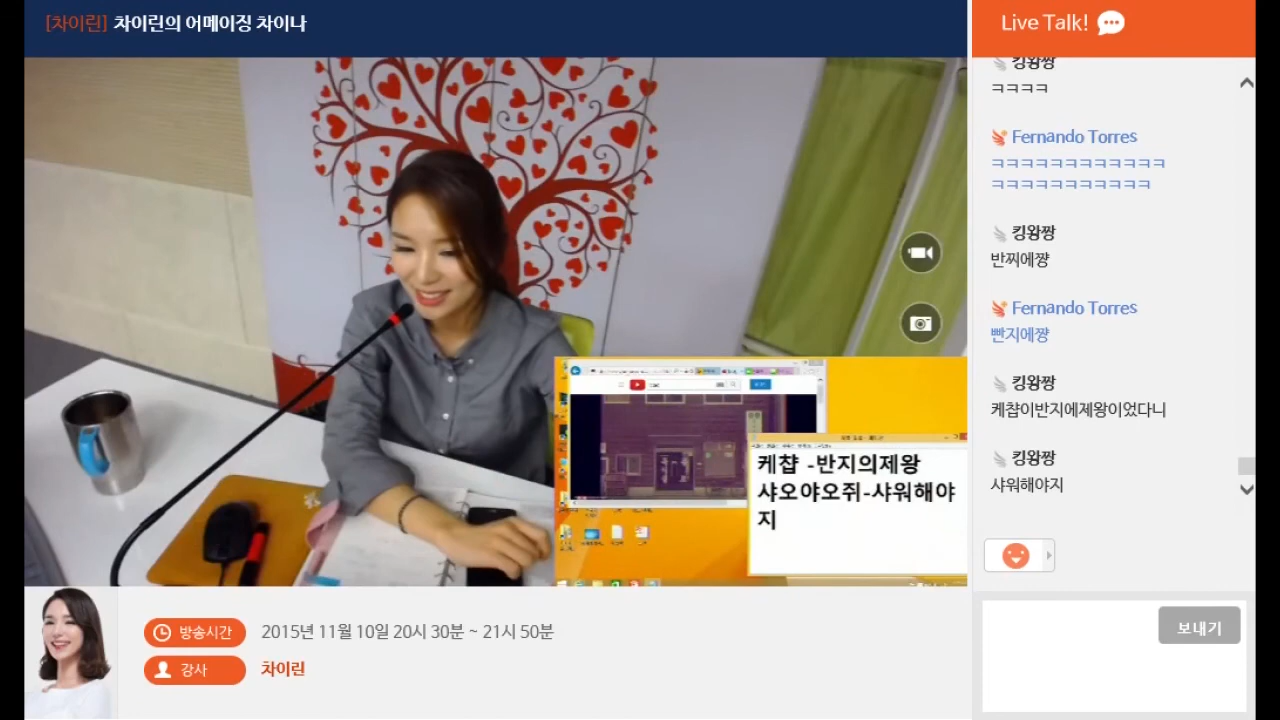 [차이린] 차이린의 어메이징 차이나
Live Talk!
킹왕짱
ㅋㅋㅋㅋ
Fernando Torres
ㅋㅋㅋㅋㅋㅋㅋㅋㅋㅋㅋㅋ
ㅋㅋㅋㅋㅋㅋㅋㅋㅋㅋㅋ
킹왕짱
반찌에쨩
Fernando Torres
빤지에쨩
킹왕짱
케챱이반지에제왕이었다니
킹왕짱
샤워해야지
케챱 -반지의제왕
샤오야오쥐-샤워해야
지
보내기
방송시간 2015년 11월 10일 20시 30분 ~ 21시 50분
강사 차이린